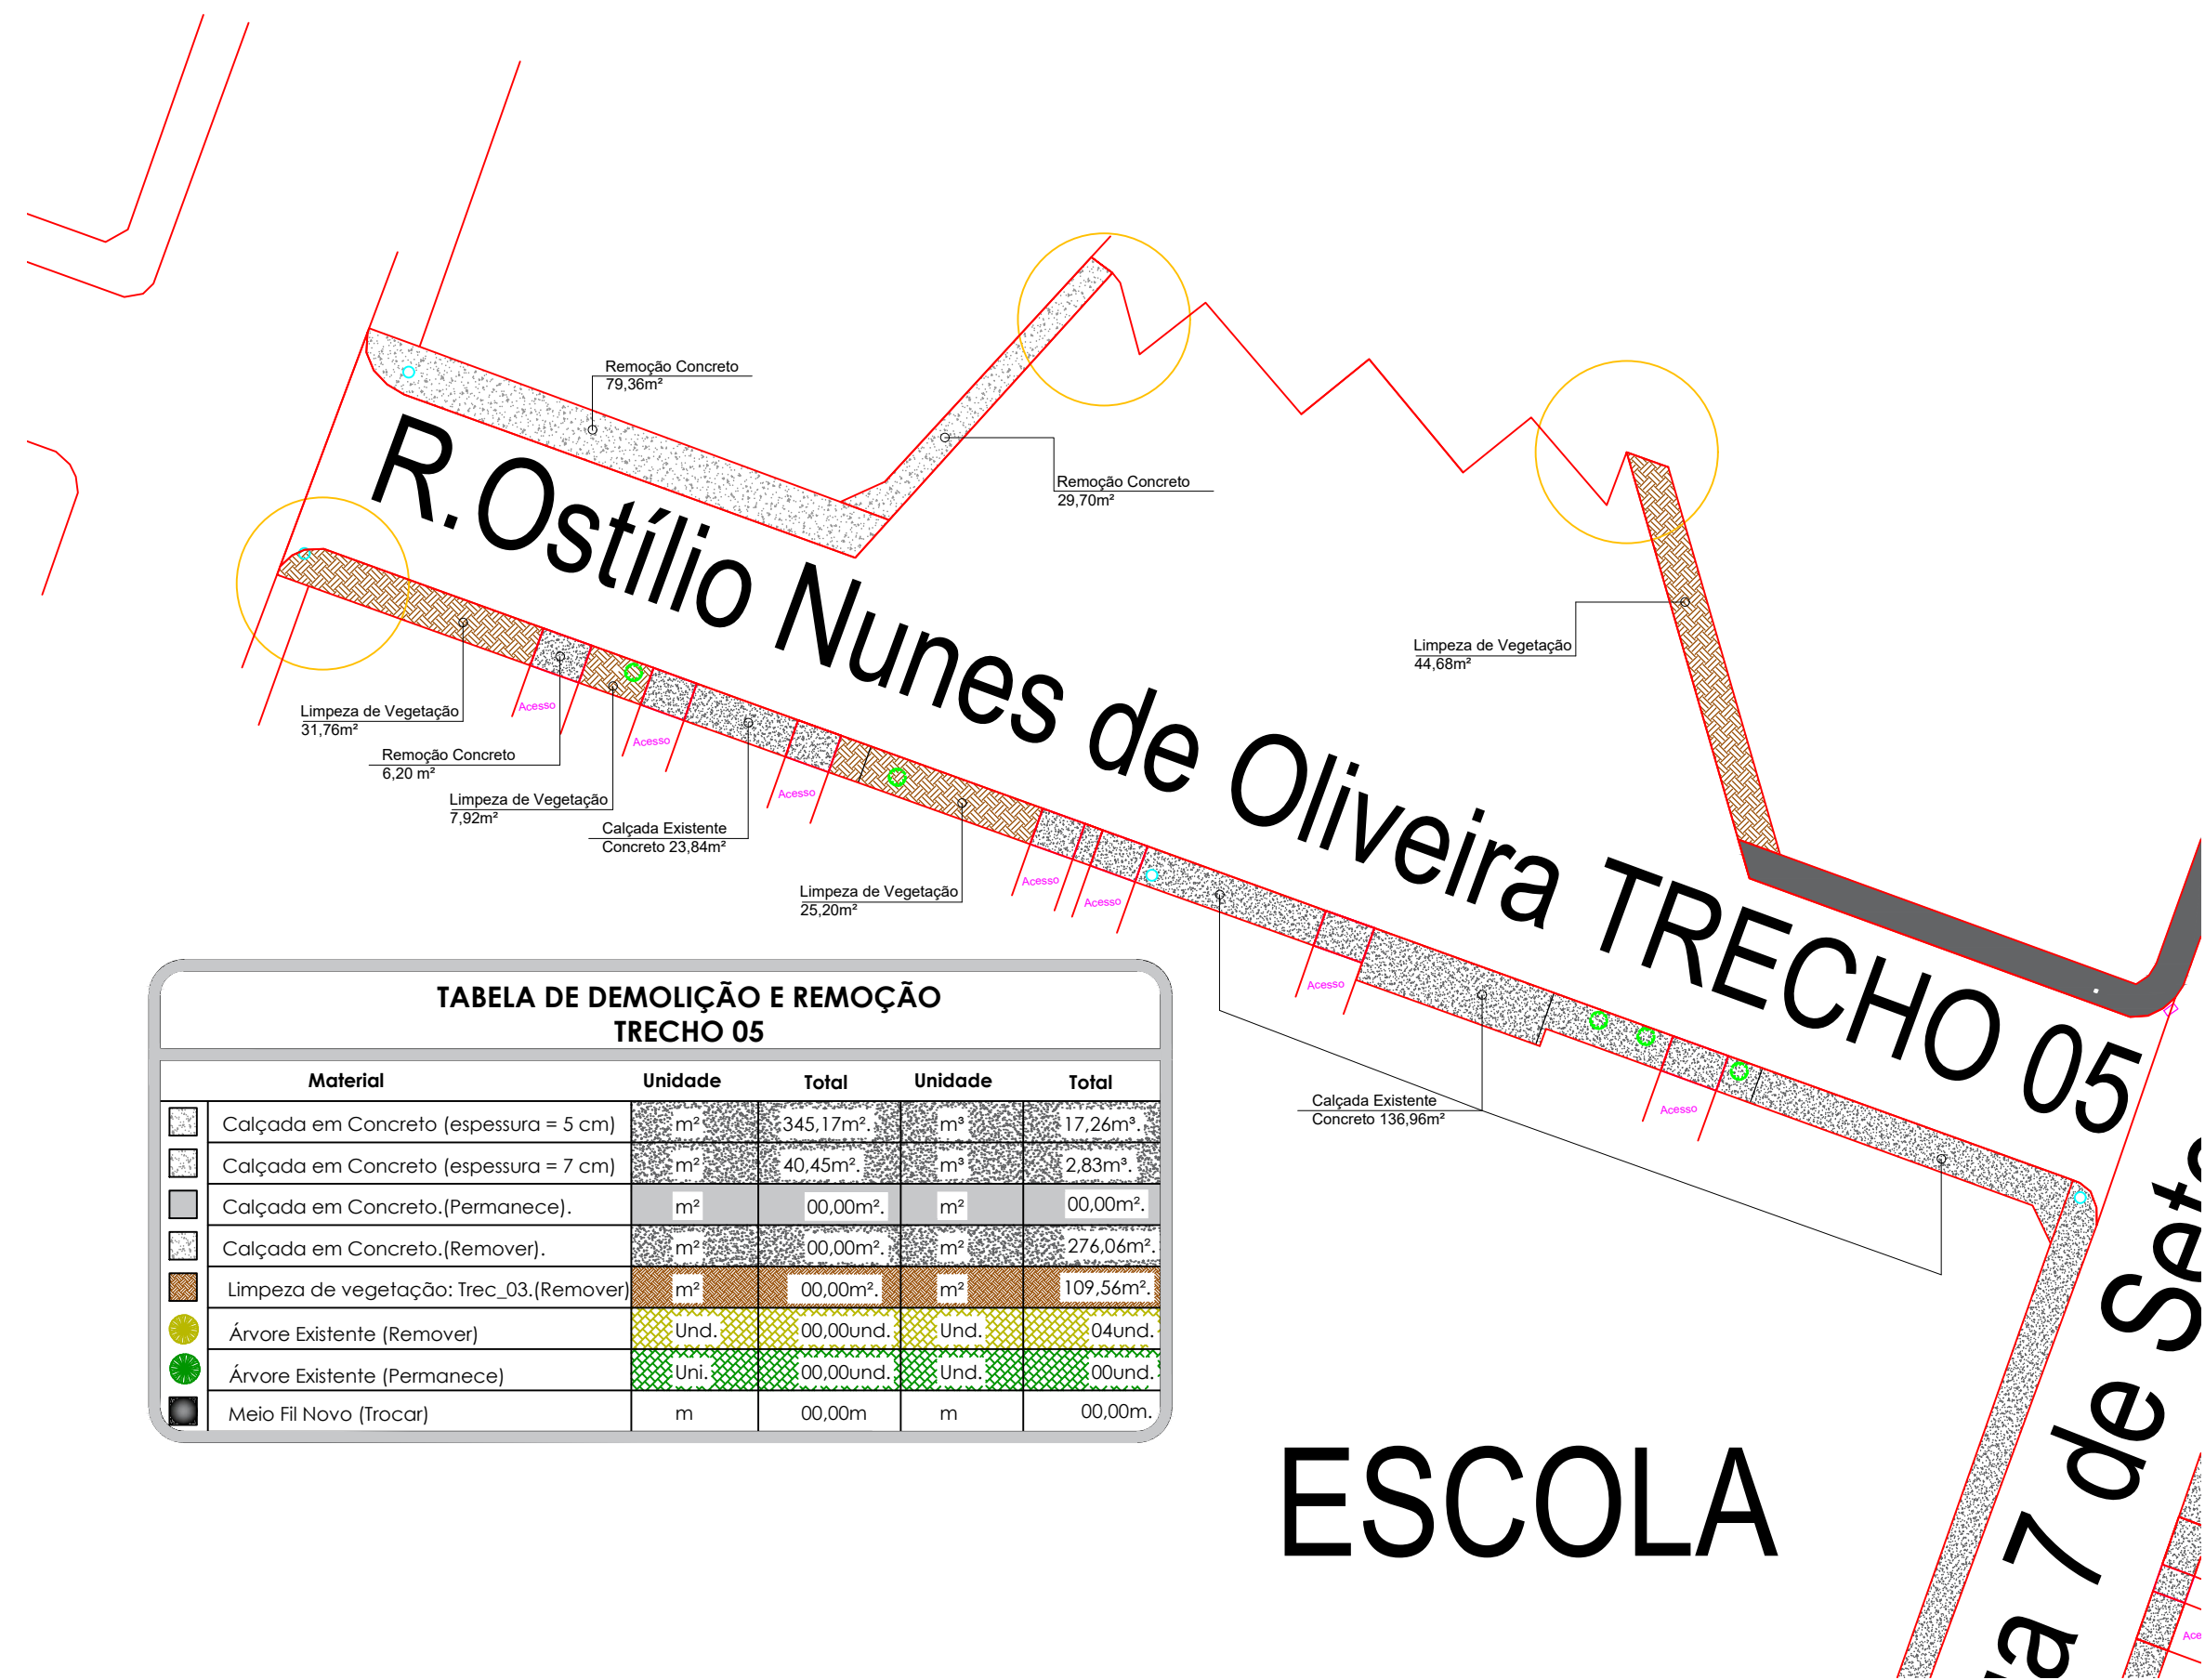 Remoção Concreto
79,36m²
Remoção Concreto
29,70m²
R.Ostílio Nunes de Oliveira TRECHO 05
Limpeza de Vegetação
44,68m²
Limpeza de Vegetação
31,76m²
Acesso
Remoção Concreto
6,20 m²
Acesso
Limpeza de Vegetação
7,92m²
Acesso
Calçada Existente
Concreto 23,84m²
Limpeza de Vegetação
25,20m²
Acesso
Acesso
Acesso
Calçada Existente
Concreto 136,96m²
Acesso
TABELA DE DEMOLIÇÃO E REMOÇÃO
TRECHO 05
Material Unidade Total Unidade Total
Calçada em Concreto (espessura = 5 cm) m² 345,17m². m³ 17,26m³.
Calçada em Concreto (espessura = 7 cm) m² 40,45m². m³ 2,83m³.
Calçada em Concreto.(Permanece). m² 00,00m². m² 00,00m².
Calçada em Concreto.(Remover). m² 00,00m². m² 276,06m².
Limpeza de vegetação: Trec_03.(Remover) m² 00,00m². m² 109,56m².
Árvore Existente (Remover) Und. 00,00und. Und. 04und.
Árvore Existente (Permanece) Uni. 00,00und. Und. 00und.
Meio Fil Novo (Trocar) m 00,00m m 00,00m.
ESCOLA
a 7 de Sete
Ace